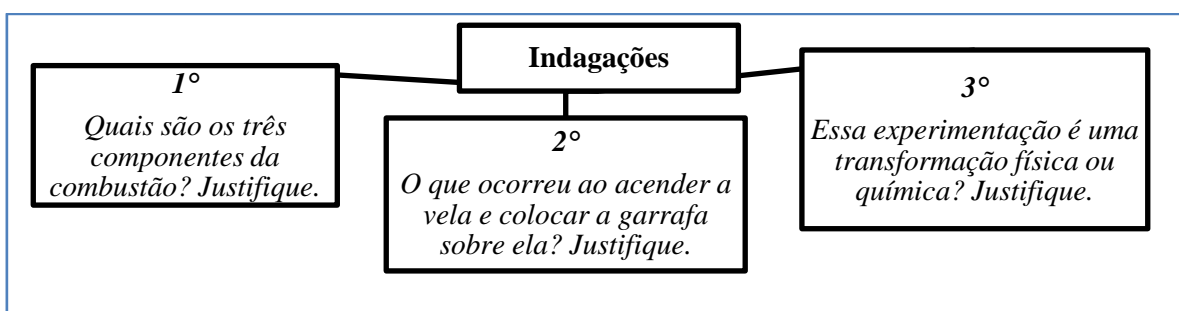 Indagações
1°
Quais são os três
componentes da
combustão? Justifique.
2°
O que ocorreu ao acender a
vela e colocar a garrafa
sobre ela? Justifique.
3°
Essa experimentação é uma
transformação física ou
química? Justifique.